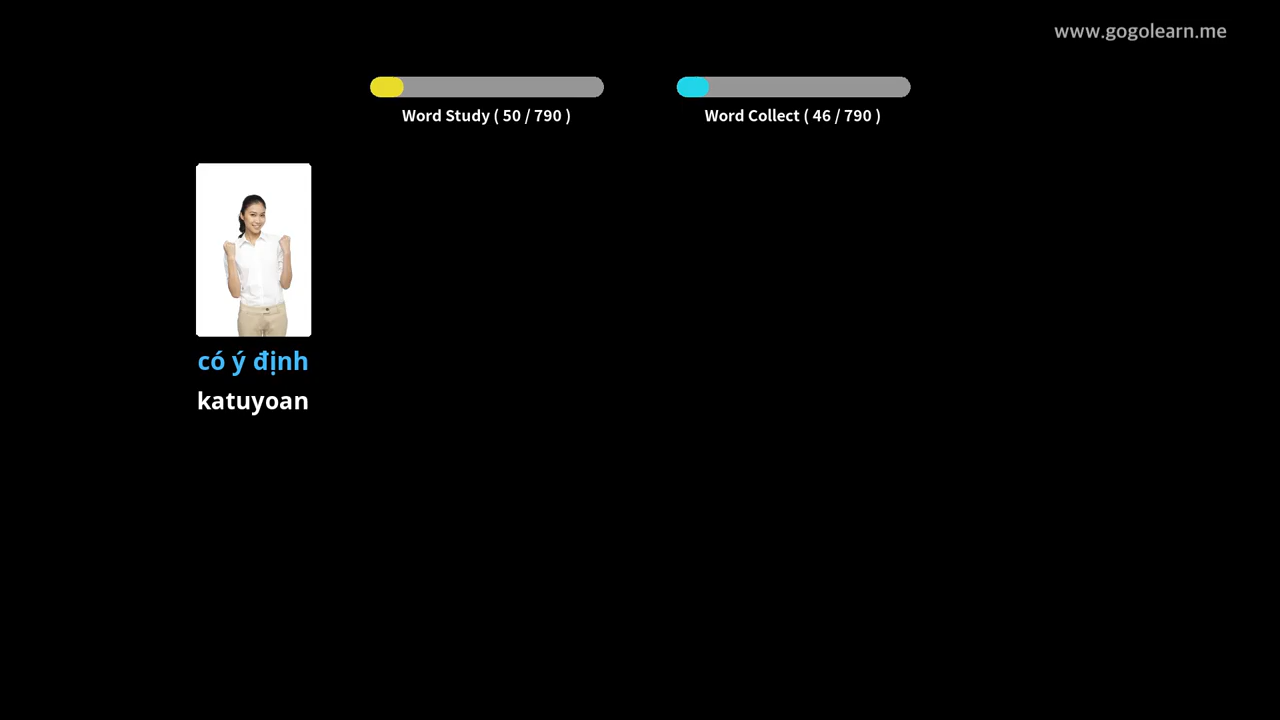 www.gogolearn.me
Word Study ( 50 / 790 )
Word Collect ( 46 / 790 )
có ý định
katuyoan